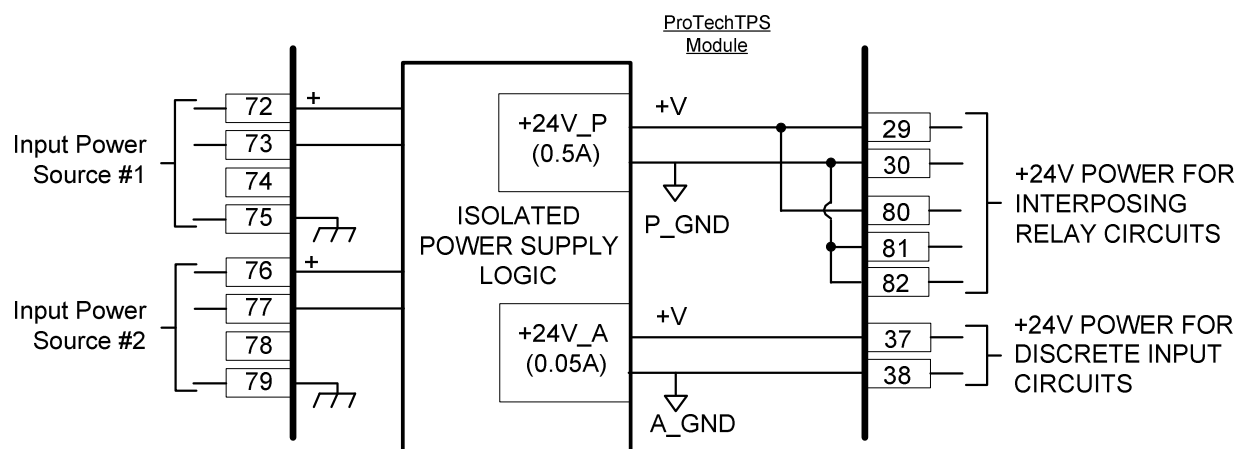 ProTechTPS
Module
Input Power
Source #1
72
+
73
74
75
Input Power
Source #2
76
+
77
78
79
+24V_P
(0.5A)
ISOLATED
POWER SUPPLY
LOGIC
+24V_A
(0.05A)
+V
P_GND
+V
A_GND
29
30
80
81
82
37
38
+24V POWER FOR
INTERPOSING
RELAY CIRCUITS
+24V POWER FOR
DISCRETE INPUT
CIRCUITS